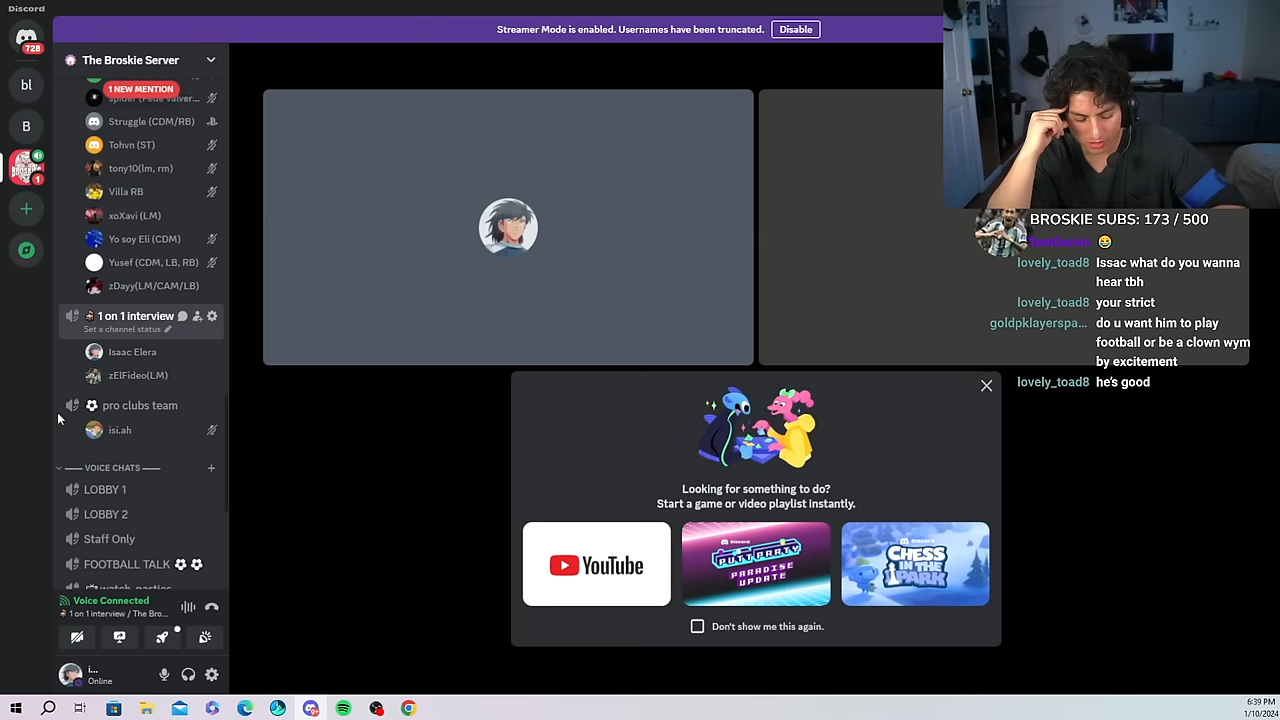 Discord
Streamer Mode is enabled. Usernames have been truncated.
Disable
728
bl
B
1
The Broskie Server
1 NEW MENTION
Struggle (CDM/RB)
Tohvn (ST)
tony10(lm, rm)
Villa RB
xoXavi (LM)
Yo soy Eli (CDM)
Yusef (CDM, LB, RB)
zDayy(LM/CAM/LB)
1 on 1 interview
Set a channel status
Isaac Elera
zElFideo(LM)
pro clubs team
isi.ah
VOICE CHATS
LOBBY 1
LOBBY 2
Staff Only
FOOTBALL TALK
watch parties
Voice Connected
1 on 1 interview / The Bro...
i...
Online
BROSKIE SUBS: 173 / 500
lovely_toad8 Issac what do you wanna
hear tbh
lovely_toad8 your strict
goldpklayerspa... do u want him to play
football or be a clown wym
by excitement
lovely_toad8 he's good
Looking for something to do?
Start a game or video playlist instantly.
YouTube
Discord
PUTT PARTY
PARADISE
UPDATE
Discord
CHESS
IN THE
PARK
Don't show me this again.
6:39 PM
1/10/2024